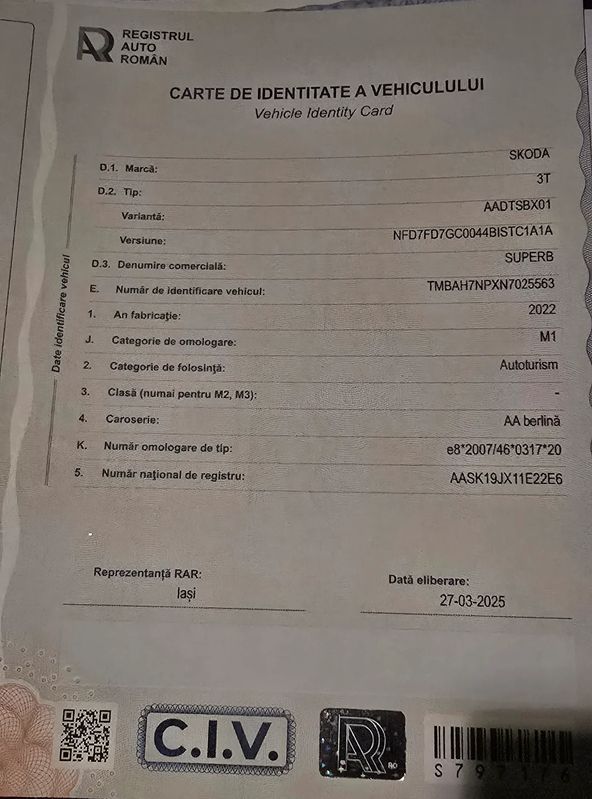 REGISTRUL
AUTO
ROMÂN
CARTE DE IDENTITATE A VEHICULULUI
Vehicle Identity Card
Date identificare vehicul
D.1. Marcă: SKODA
D.2. Tip: 3T
Variantă: AADTSBX01
Versiune: NFD7FD7GC0044BISTC1A1A
D.3. Denumire comercială: SUPERB
E. Număr de identificare vehicul: TMBAH7NPXN7025563
1. An fabricație: 2022
J. Categorie de omologare: M1
2. Categorie de folosință: Autoturism
3. Clasă (numai pentru M2, M3): -
4. Caroserie: AA berlină
K. Număr omologare de tip: e8*2007/46*0317*20
5. Număr național de registru: AASK19JX11E22E6
Reprezentanță RAR: Dată eliberare:
Iași 27-03-2025
C.I.V.
RO
S797176